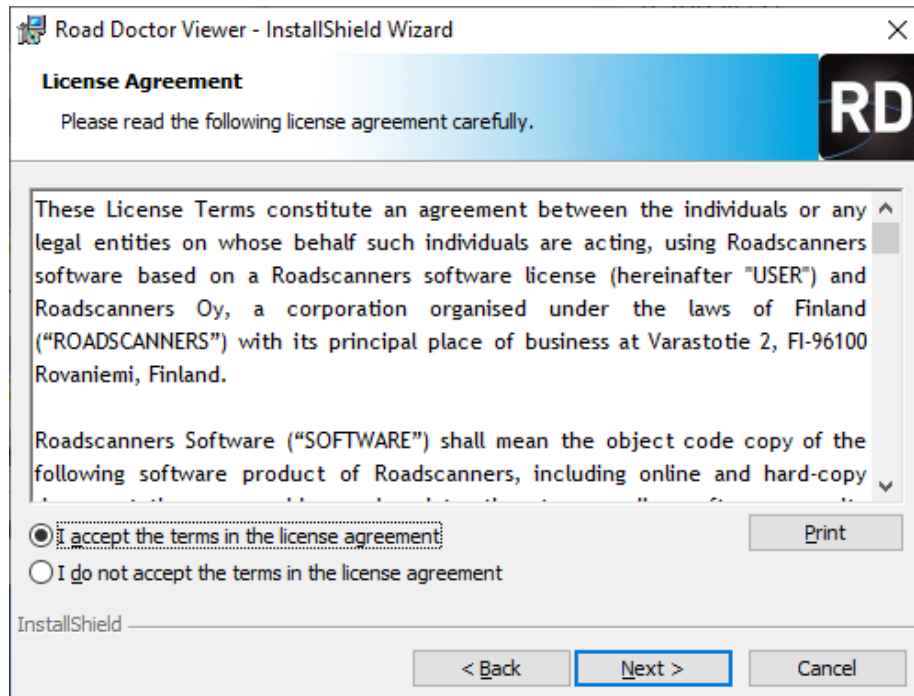 Road Doctor Viewer - InstallShield Wizard
License Agreement
Please read the following license agreement carefully.
RD
These License Terms constitute an agreement between the individuals or any
legal entities on whose behalf such individuals are acting, using Roadscanners
software based on a Roadscanners software license (hereinafter "USER") and
Roadscanners Oy, a corporation organised under the laws of Finland
(“ROADSCANNERS”) with its principal place of business at Varastotie 2, FI-96100
Rovaniemi, Finland.
Roadscanners Software (“SOFTWARE”) shall mean the object code copy of the
following software product of Roadscanners, including online and hard-copy
I accept the terms in the license agreement
Print
I do not accept the terms in the license agreement
InstallShield
< Back
Next >
Cancel